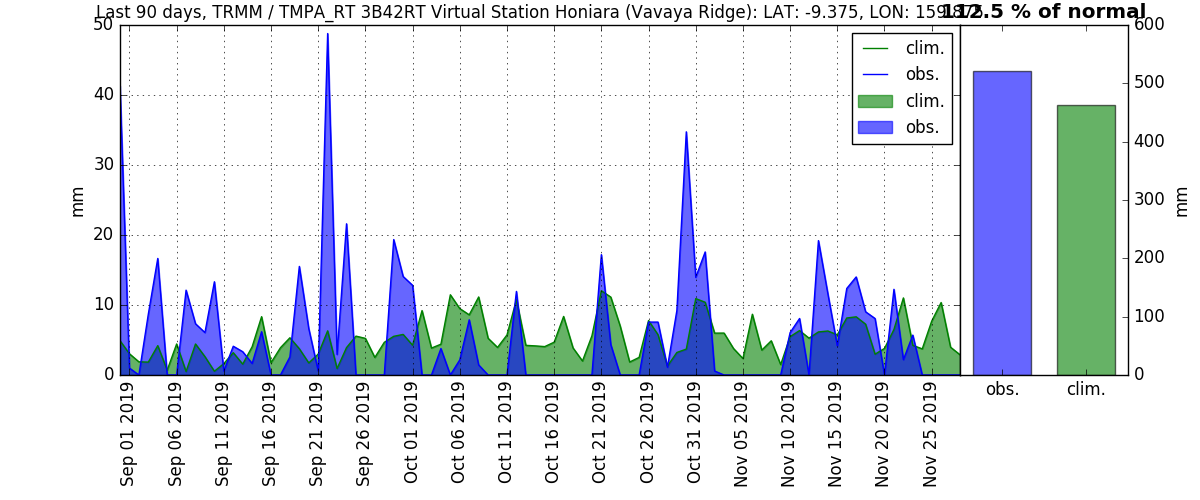 Last 90 days, TRMM / TMPA_RT 3B42RT Virtual Station Honiara (Vavaya Ridge): LAT: -9.375, LON: 159.875
112.5 % of normal
50
40
30
20
10
0
mm
clim.
obs.
clim.
obs.
Sep 01 2019
Sep 06 2019
Sep 11 2019
Sep 16 2019
Sep 21 2019
Sep 26 2019
Oct 01 2019
Oct 06 2019
Oct 11 2019
Oct 16 2019
Oct 21 2019
Oct 26 2019
Oct 31 2019
Nov 05 2019
Nov 10 2019
Nov 15 2019
Nov 20 2019
Nov 25 2019
600
500
400
300
200
100
0
mm
obs.
clim.